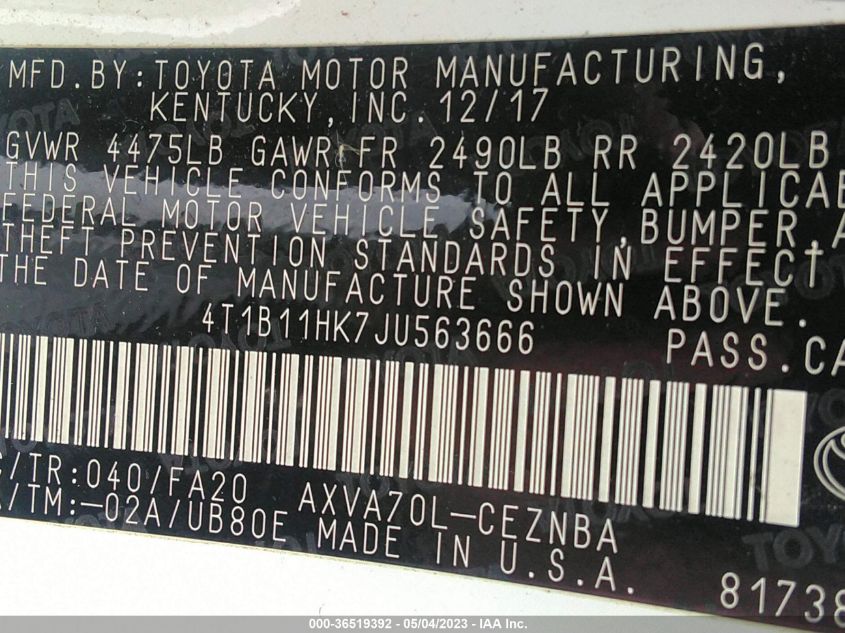 MFD.BY:TOYOTA MOTOR MANUFACTURING,
KENTUCKY,INC. 12/17
GVWR 4475LB GAWR FR 2490LB RR 2420LB
THIS VEHICLE CONFORMS TO ALL APPLICAB
FEDERAL MOTOR VEHICLE SAFETY,BUMPER,A
THEFT PREVENTION STANDARDS IN EFFECT
THE DATE OF MANUFACTURE SHOWN ABOVE.
4T1B11HK7JU563666 PASS.CA
/TR:040/FA20 AXVA70L-CEZNBA
/TM:-02A/UB80E MADE IN U.S.A.
81738
000-36519392 - 05/04/2023 - IAA Inc.